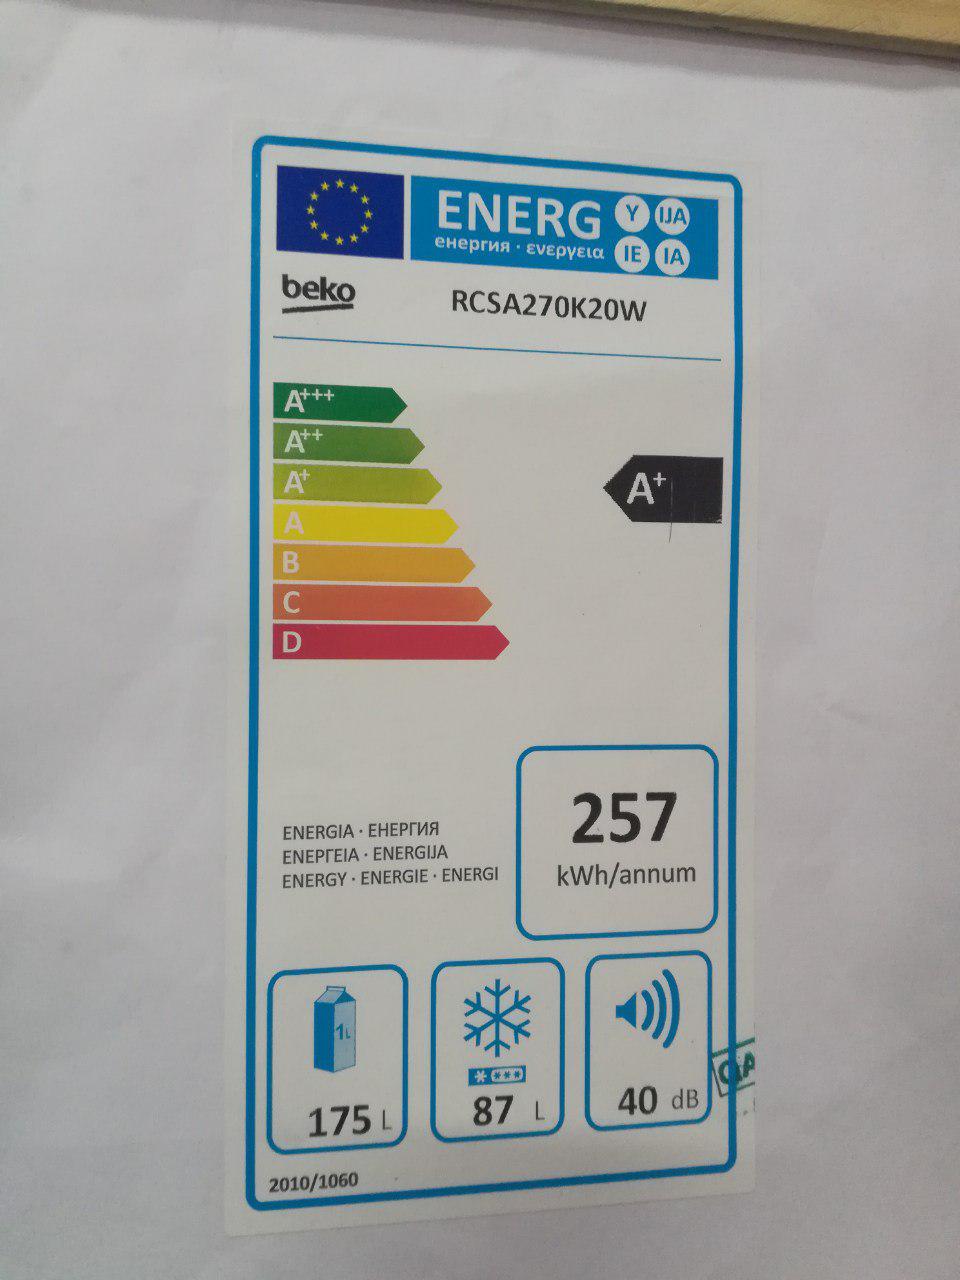 ENERG Y IJA
енергия · ενεργεια IE IA
beko RCSA270K20W
A+++
A++
A+ A+
A
B
C
D
257
kWh/annum
ENERGIA · ЕНЕРГИЯ
ΕΝΕΡΓΕΙΑ · ENERGIJA
ENERGY · ENERGIE · ENERGI
1L
175 L 87 L 40 dB
2010/1060